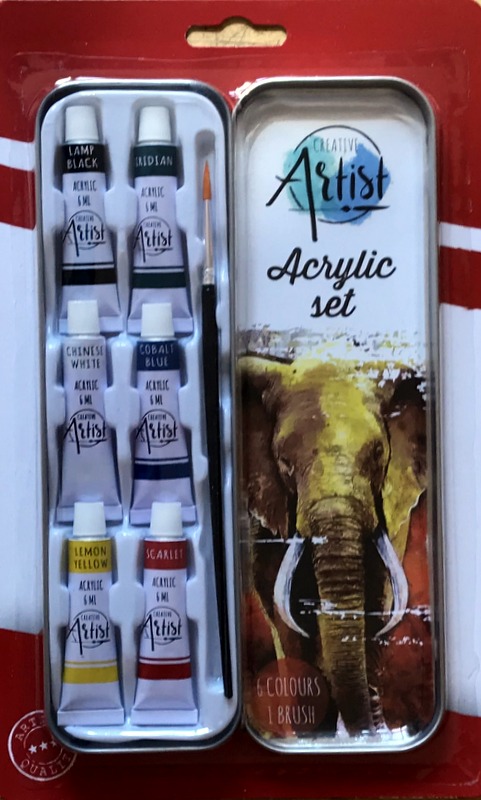 LAMP
BLACK
ACRYLIC
6 ML
CREATIVE
Artist
VIRIDIAN
ACRYLIC
6 ML
CREATIVE
Artist
CHINESE
WHITE
ACRYLIC
6 ML
CREATIVE
Artist
COBALT
BLUE
ACRYLIC
6 ML
CREATIVE
Artist
LEMON
YELLOW
ACRYLIC
6 ML
CREATIVE
Artist
SCARLET
ACRYLIC
6 ML
CREATIVE
Artist
CREATIVE
Artist
Acrylic
set
6 COLOURS
1 BRUSH
QUALITY